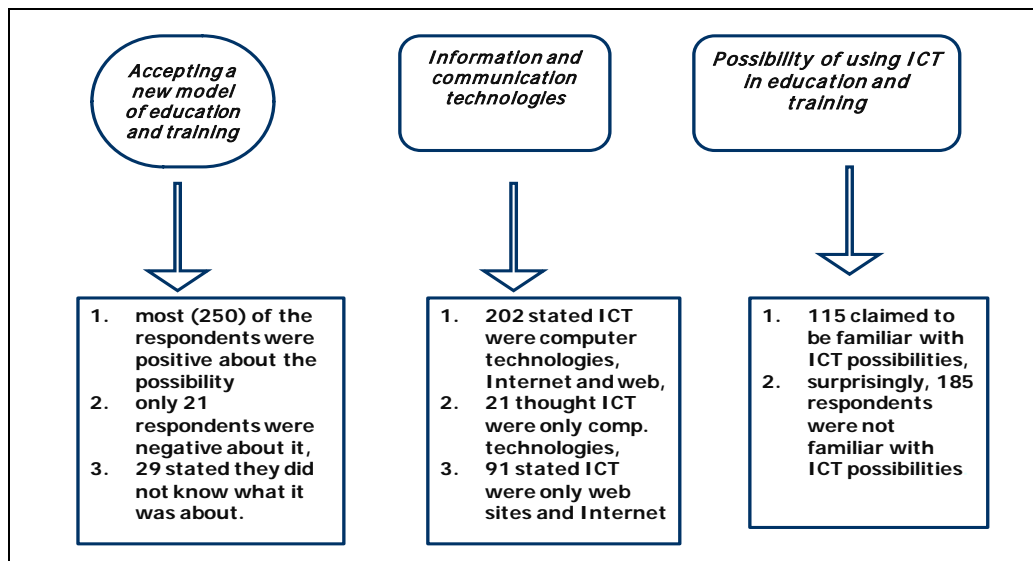 Accepting a
new model
of education
and training
Information and
communication
technologies
Possibility of using ICT
in education and
training
1. most (250) of the
respondents were
positive about the
possibility
2. only 21
respondents were
negative about it,
3. 29 stated they did
not know what it
was about.
1. 202 stated ICT
were computer
technologies,
Internet and web,
2. 21 thought ICT
were only comp.
technologies,
3. 91 stated ICT
were only web
sites and Internet
1. 115 claimed to
be familiar with
ICT possibilities,
2. surprisingly, 185
respondents
were not
familiar with
ICT possibilities